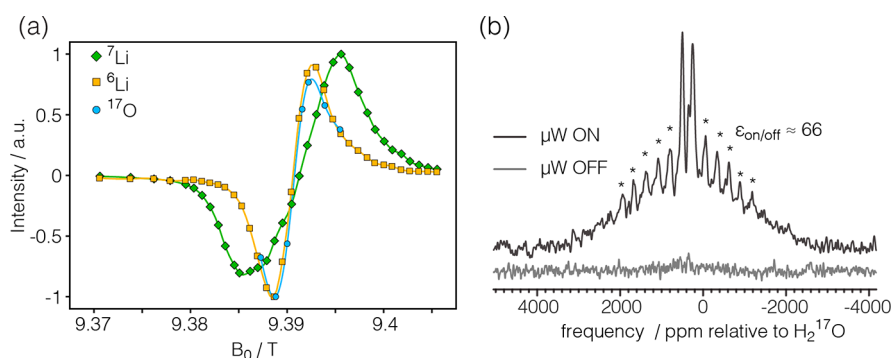 (a)
⁷Li
⁶Li
¹⁷O
Intensity / a.u.
1
0.5
0
-0.5
-1
9.37 9.38 9.39 9.4
B₀ / T
(b)
µW ON
µW OFF
* * * * * * * * * *
εon/off ≈ 66
4000 2000 0 -2000 -4000
frequency / ppm relative to H₂¹⁷O